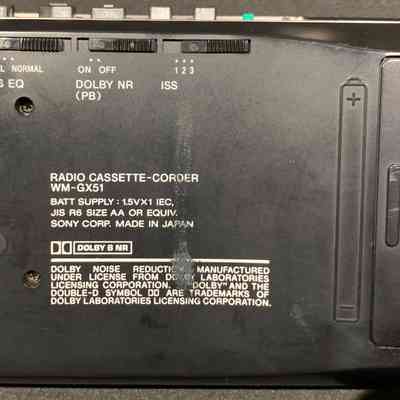 NORMAL
EQ
ON OFF
DOLBY NR
(PB)
1 2 3
ISS
RADIO CASSETTE-CORDER
WM-GX51
BATT SUPPLY : 1.5V×1 IEC,
JIS R6 SIZE AA OR EQUIV.
SONY CORP. MADE IN JAPAN
DOLBY B NR
DOLBY NOISE REDUCTION MANUFACTURED
UNDER LICENSE FROM DOLBY LABORATORIES
LICENSING CORPORATION. "DOLBY" AND THE
DOUBLE-D SYMBOL ARE TRADEMARKS OF
DOLBY LABORATORIES LICENSING CORPORATION.